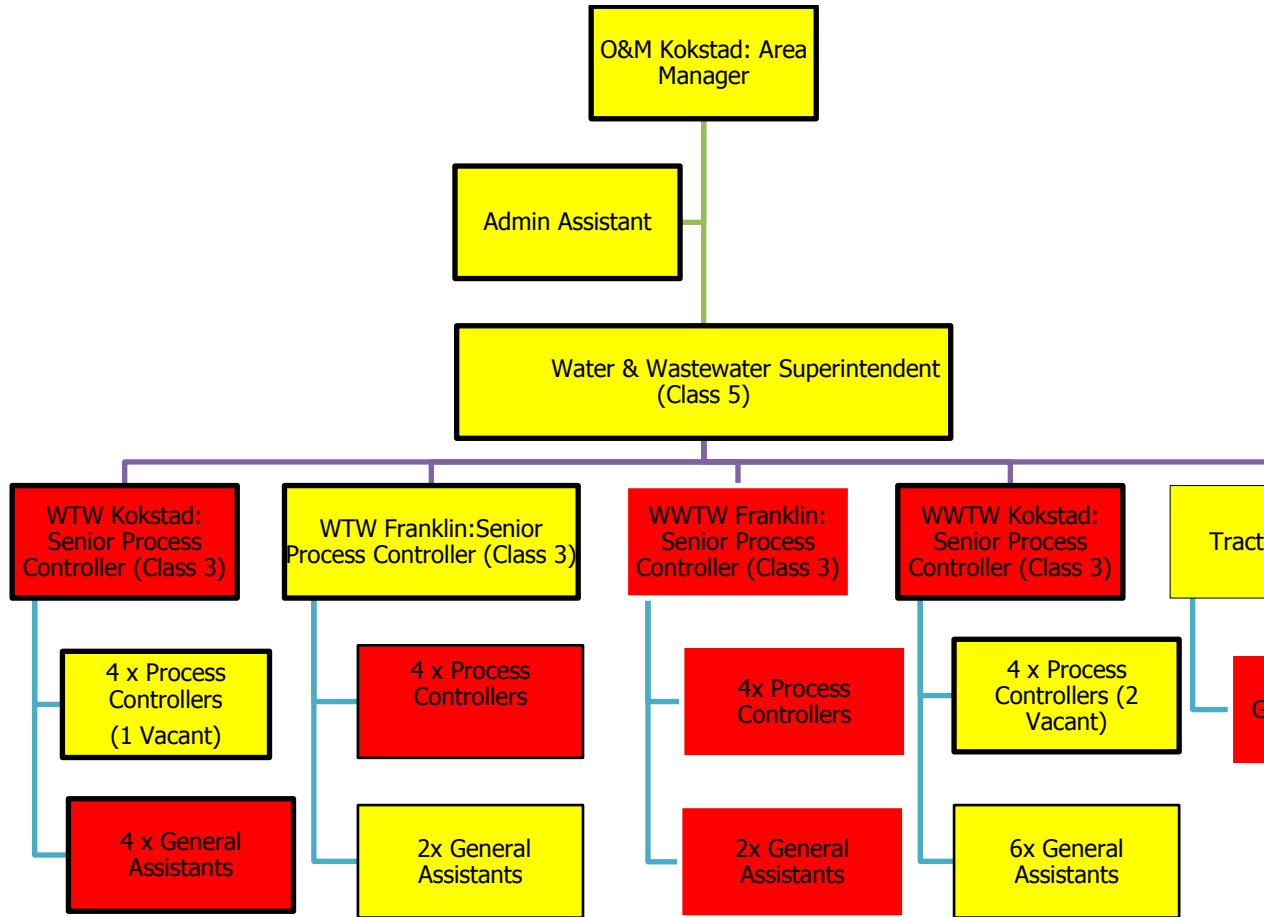 O&M Kokstad: Area
Manager
Admin Assistant
Water & Wastewater Superintendent
(Class 5)
WTW Kokstad:
Senior Process
Controller (Class 3)
WTW Franklin:Senior
Process Controller (Class 3)
WWTW Franklin:
Senior Process
Controller (Class 3)
WWTW Kokstad:
Senior Process
Controller (Class 3)
4 x Process
Controllers
(1 Vacant)
4 x Process
Controllers
4x Process
Controllers
4 x Process
Controllers (2
Vacant)
4 x General
Assistants
2x General
Assistants
2x General
Assistants
6x General
Assistants